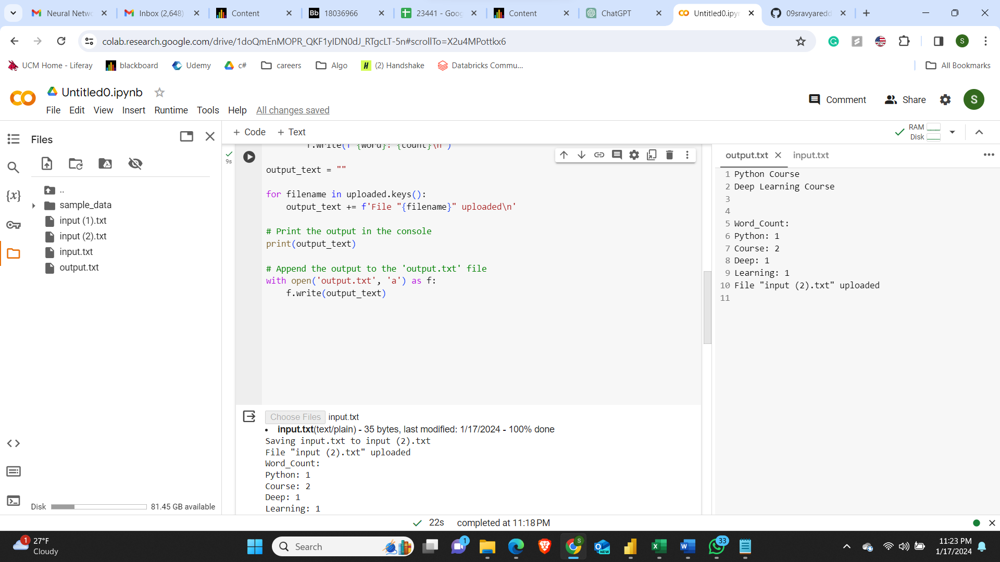 Neural Netwo
Inbox (2,648)
Content
Bb 18036966
23441 - Goog
Content
ChatGPT
Untitled0.ipyn
09sravyaredd
colab.research.google.com/drive/1doQmEnMOPR_QKF1yIDN0dJ_RTgcLT-5n#scrollTo=X2u4MPottkx6
S
UCM Home - Liferay
blackboard
Udemy
c#
careers
Algo
H (2) Handshake
Databricks Commu...
All Bookmarks
Untitled0.ipynb
Comment
Share
S
File Edit View Insert Runtime Tools Help All changes saved
Files
+ Code + Text
RAM
Disk
{x}
..
sample_data
input (1).txt
input (2).txt
input.txt
output.txt
Disk 81.45 GB available
9s
f.write(f"{word}: {count}\n")
output_text = ""
for filename in uploaded.keys():
output_text += f'File "{filename}" uploaded\n'
# Print the output in the console
print(output_text)
# Append the output to the 'output.txt' file
with open('output.txt', 'a') as f:
f.write(output_text)
Choose Files input.txt
• input.txt(text/plain) - 35 bytes, last modified: 1/17/2024 - 100% done
Saving input.txt to input (2).txt
File "input (2).txt" uploaded
Word_Count:
Python: 1
Course: 2
Deep: 1
Learning: 1
output.txt
input.txt
1 Python Course
2 Deep Learning Course
3
4
5 Word_Count:
6 Python: 1
7 Course: 2
8 Deep: 1
9 Learning: 1
10 File "input (2).txt" uploaded
11
22s completed at 11:18 PM
1
27°F
Cloudy
Search
1
S
NEW
33
11:23 PM
1/17/2024